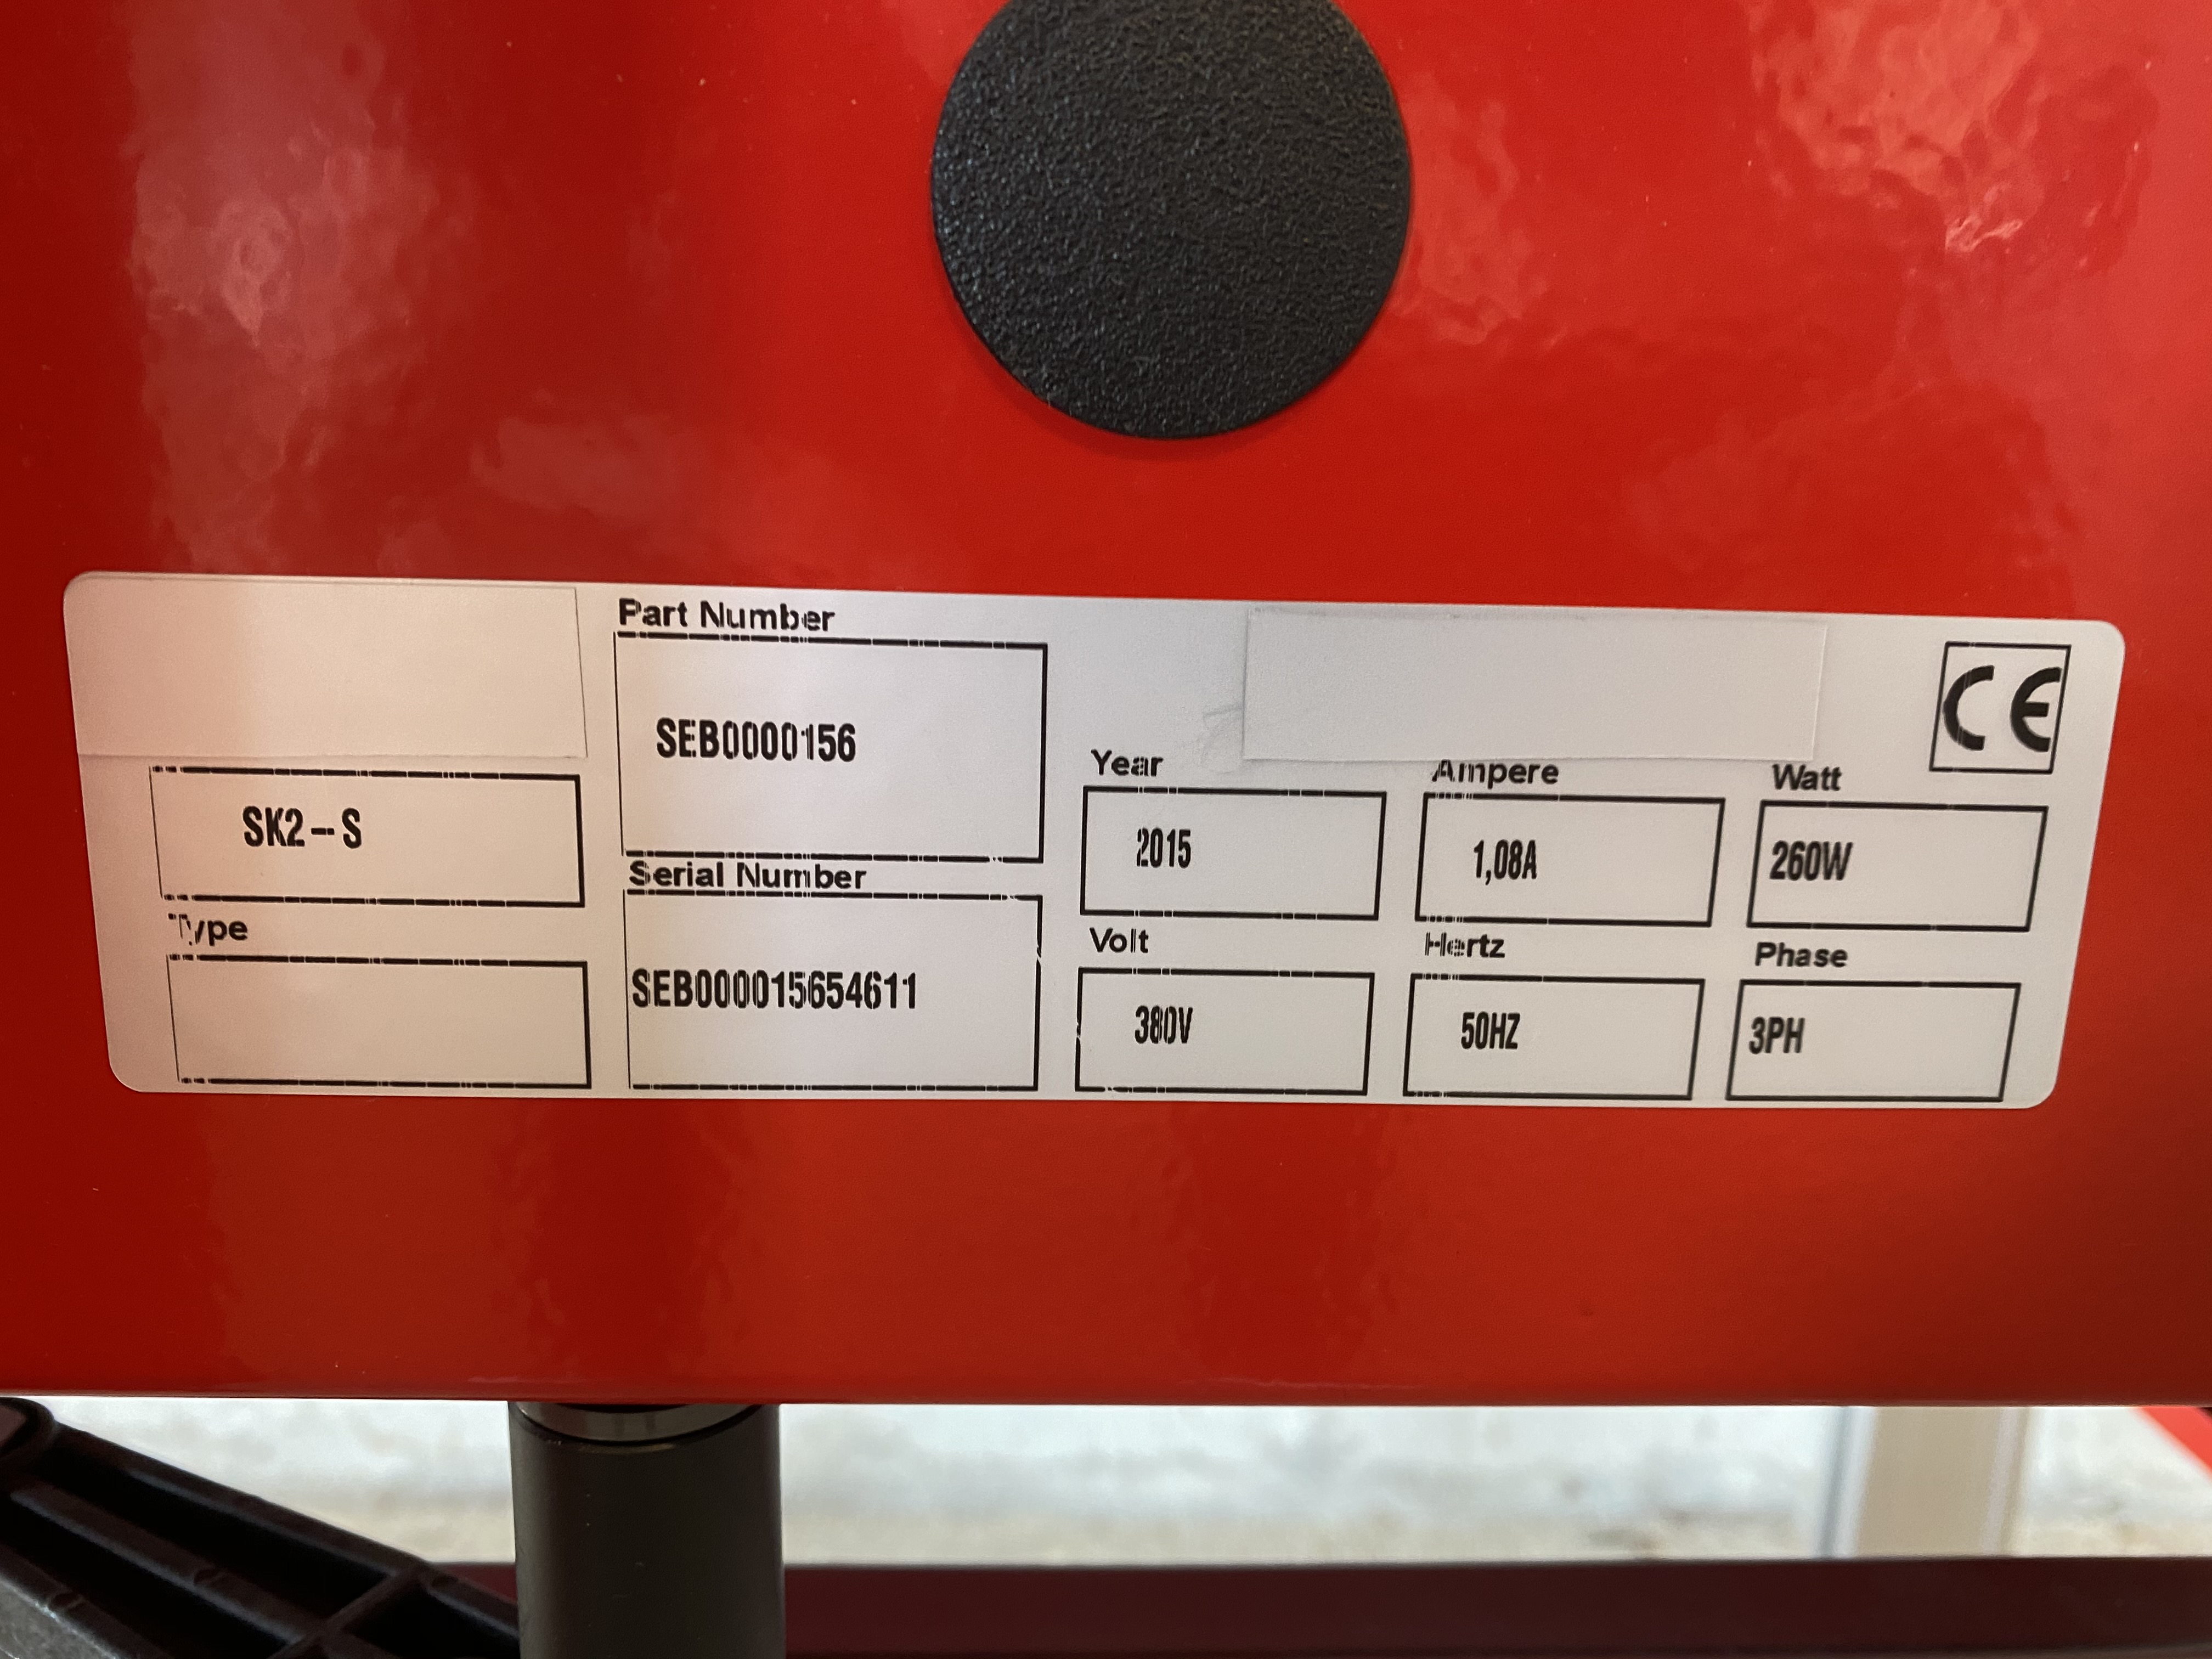 SK2-S
Type
Part Number
SEB0000156
Serial Number
SEB000015654611
CE
Year
Ampere
Watt
2015
1,08A
260W
Volt
Hertz
Phase
380V
50HZ
3PH